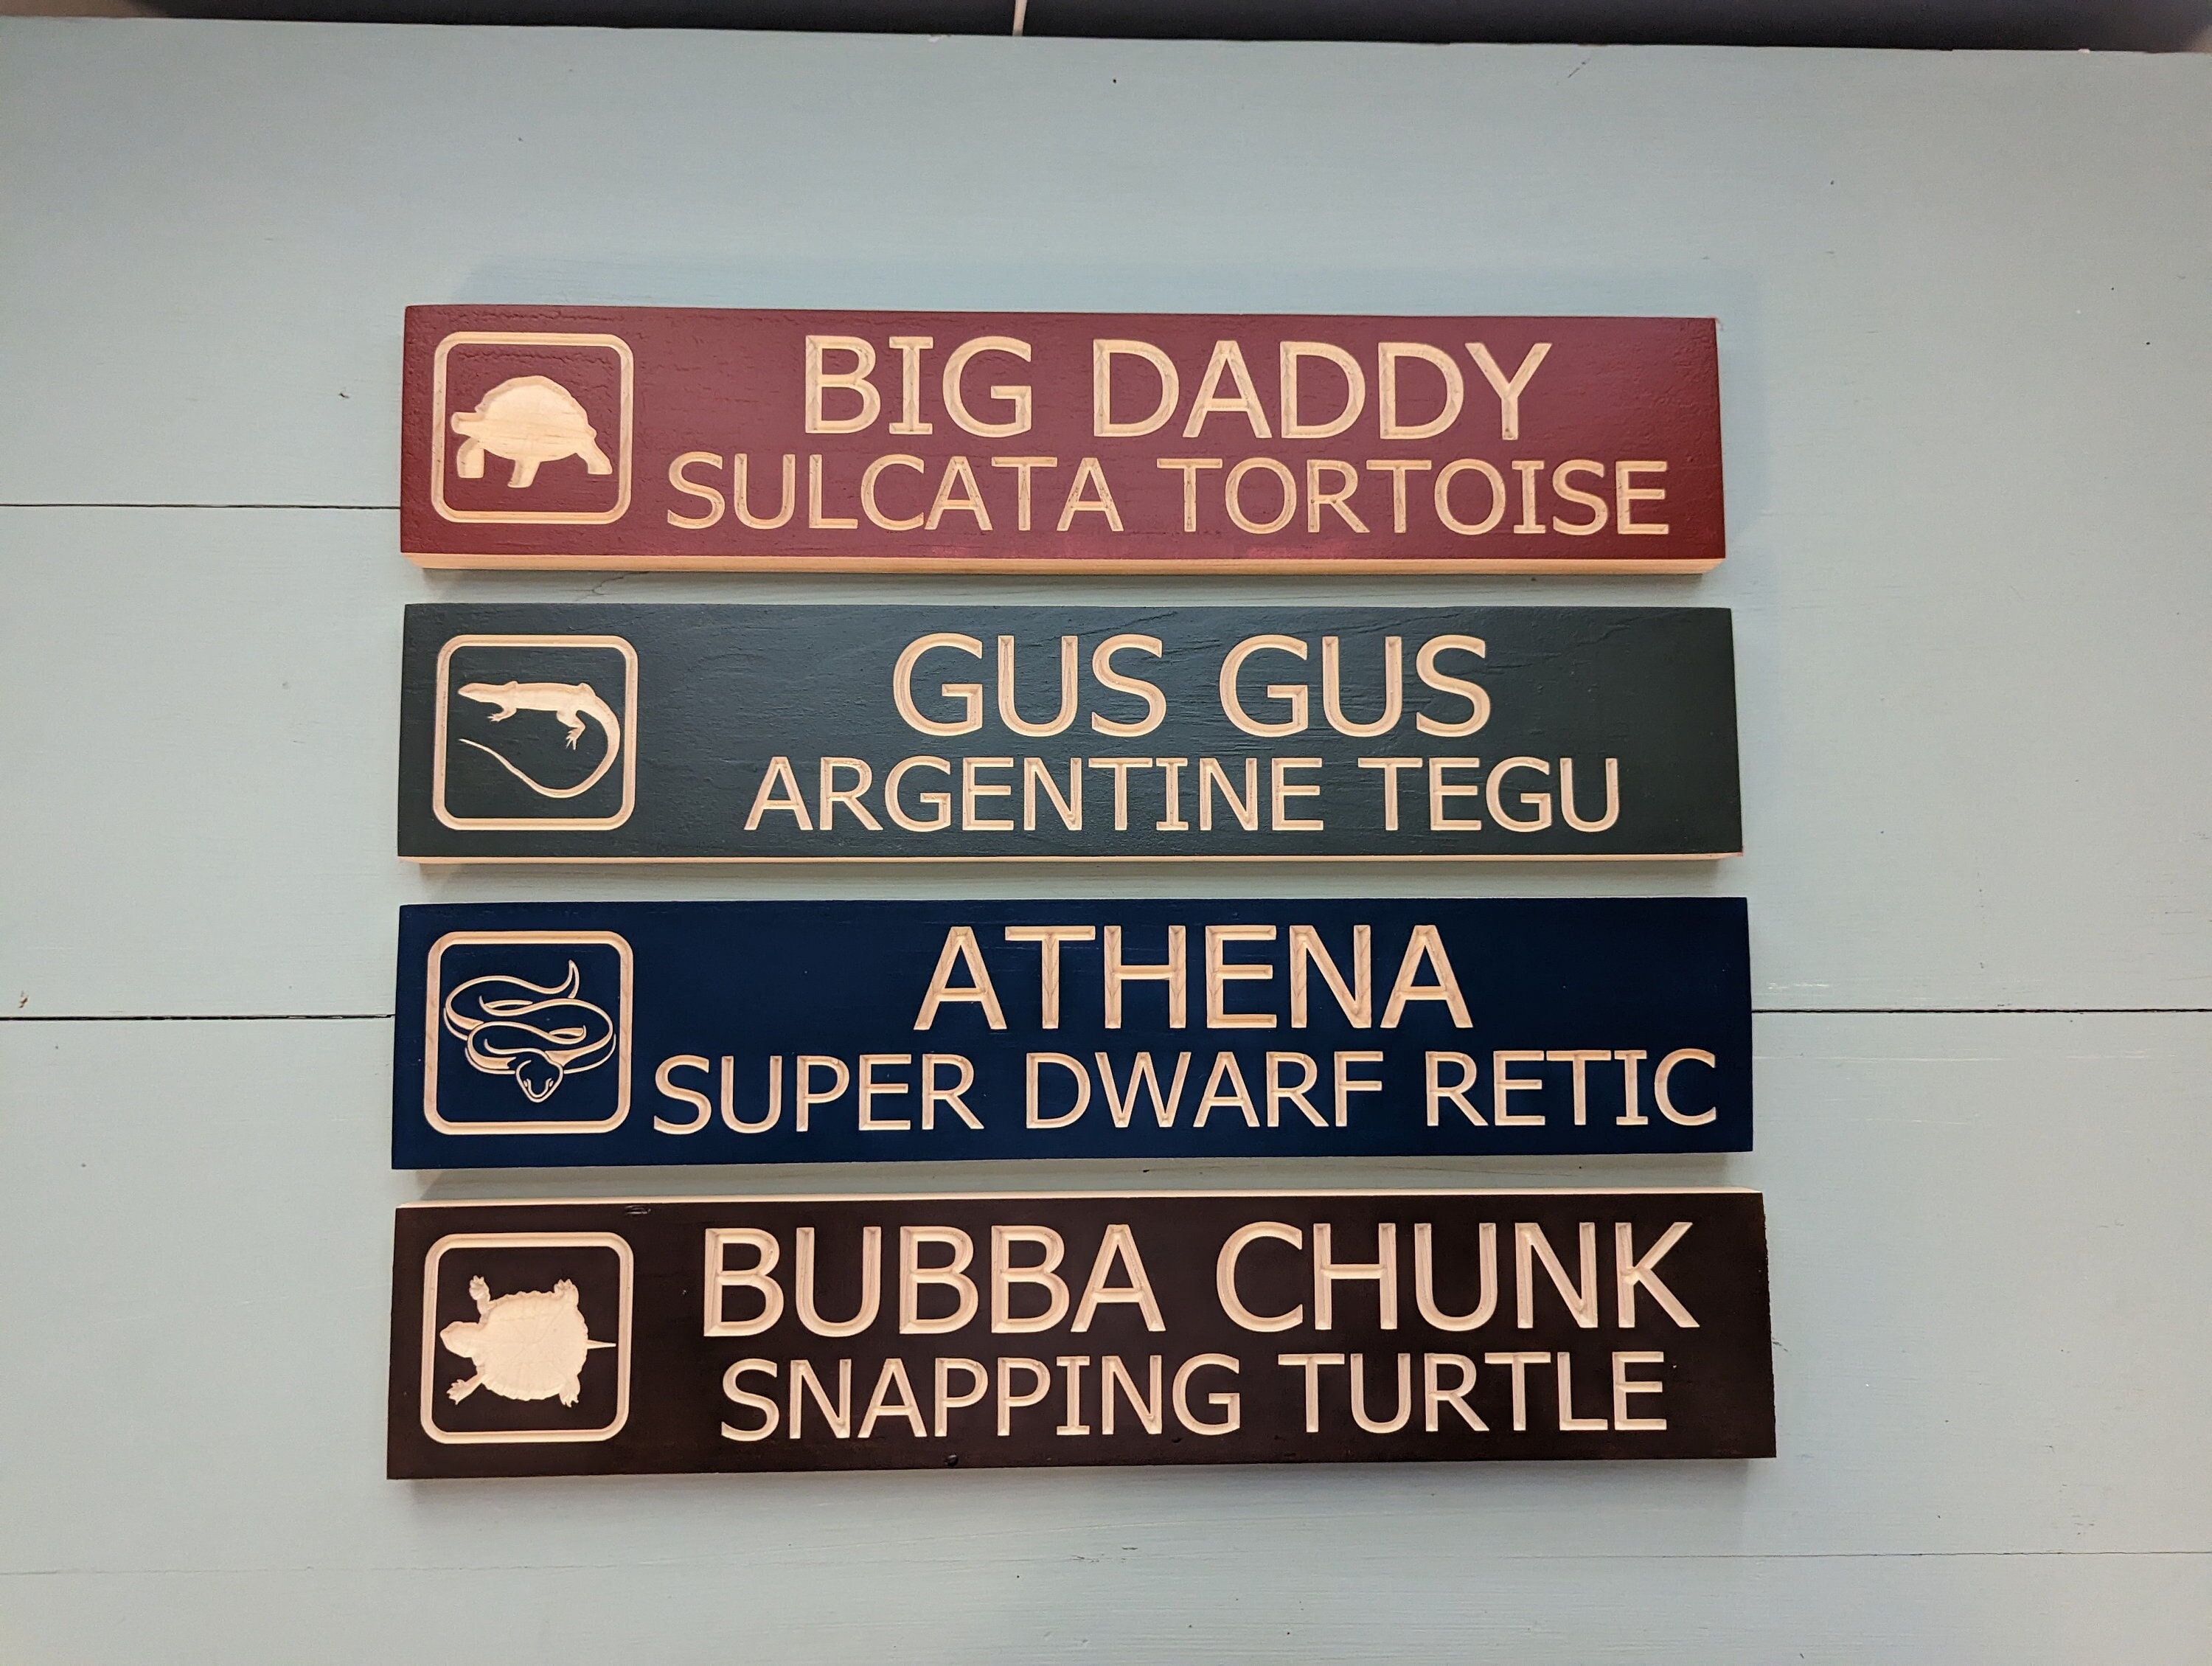 BIG DADDY
SULCATA TORTOISE
GUS GUS
ARGENTINE TEGU
ATHENA
SUPER DWARF RETIC
BUBBA CHUNK
SNAPPING TURTLE